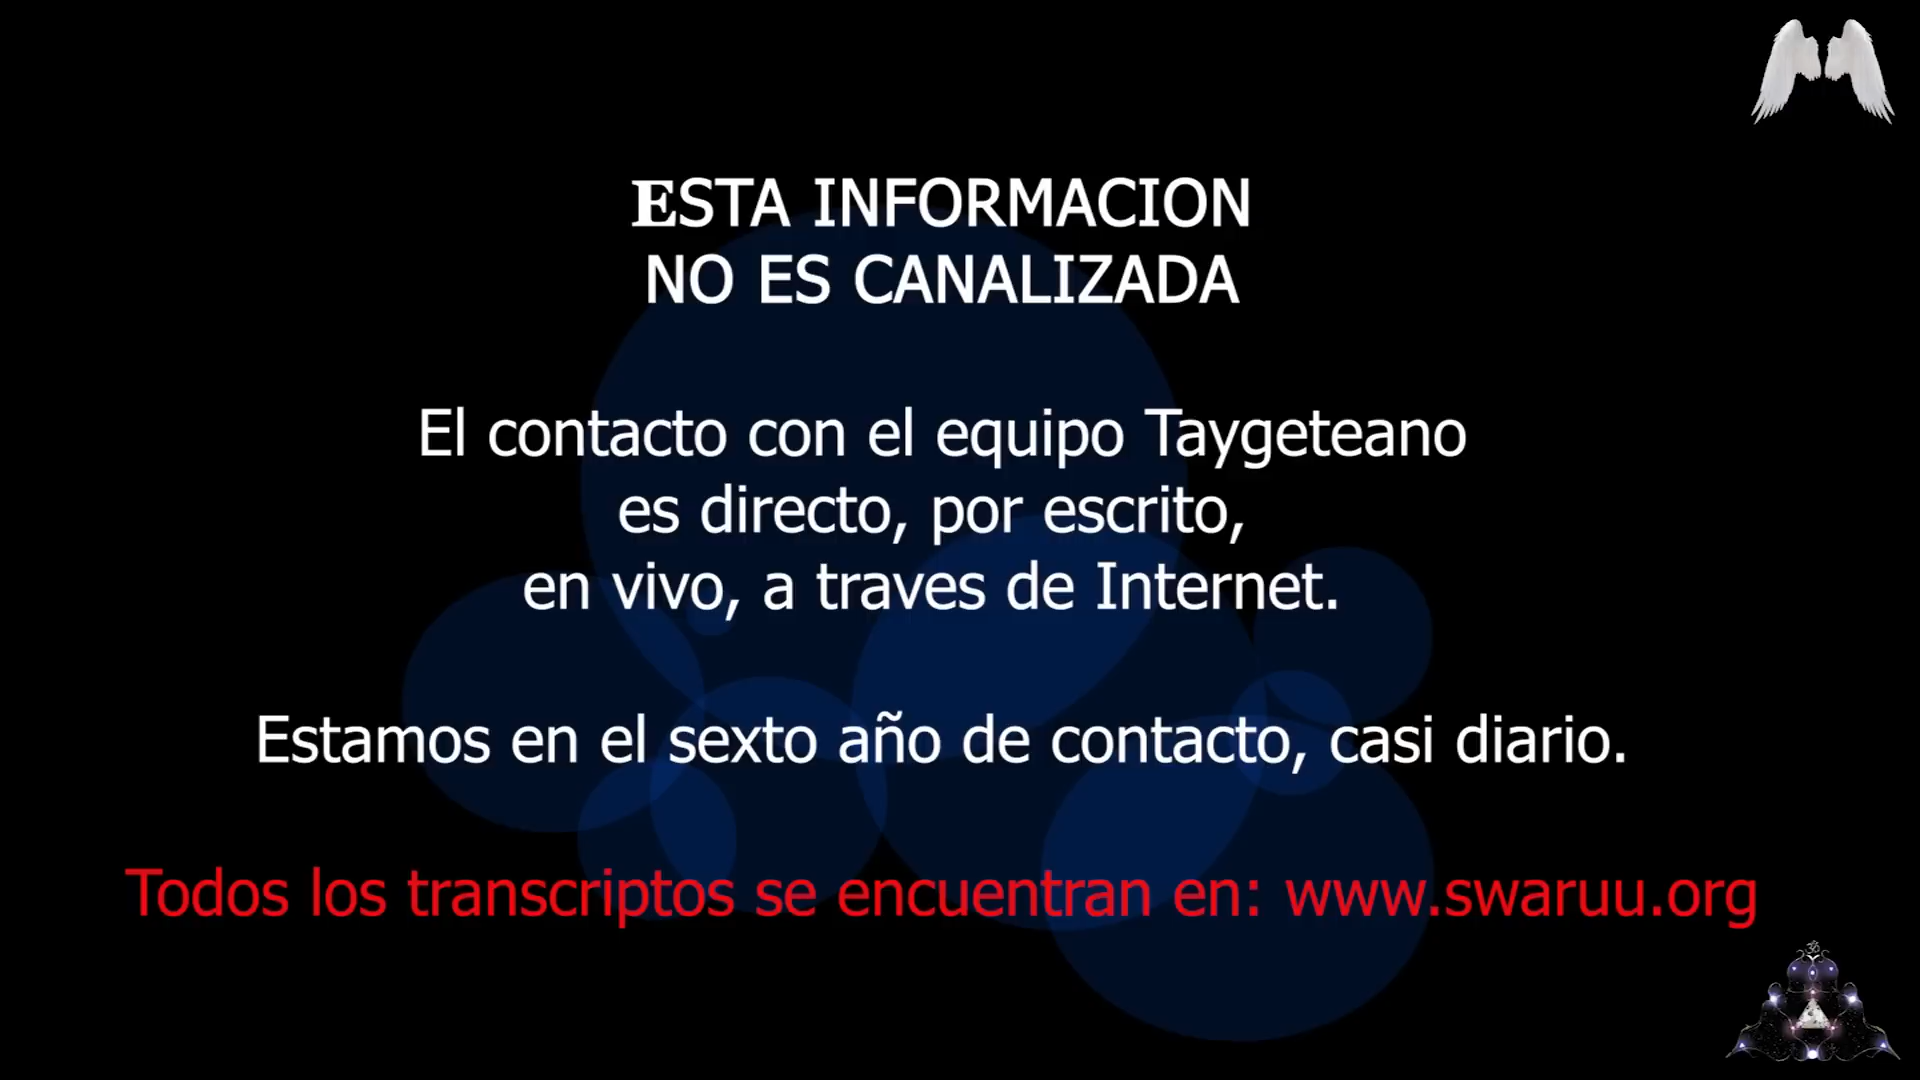 ESTA INFORMACION
NO ES CANALIZADA
El contacto con el equipo Taygeteano
es directo, por escrito,
en vivo, a traves de Internet.
Estamos en el sexto año de contacto, casi diario.
Todos los transcriptos se encuentran en: www.swaruu.org
ॐ